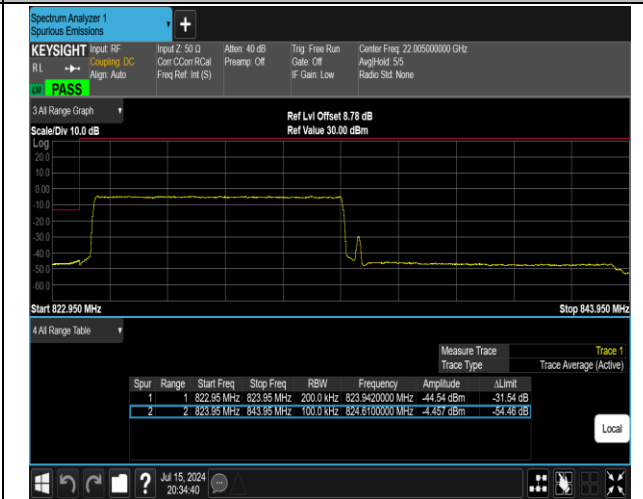 Spectrum Analyzer 1
Spurious Emissions
+
KEYSIGHT Input: RF Input Z: 50 Ω Atten: 40 dB Trig: Free Run Center Freq: 22.005000000 GHz
RL Coupling: DC Corr CCorr RCal Preamp: Off Gate: Off Avg|Hold: 5/5
Align: Auto Freq Ref: Int (S) IF Gain: Low Radio Std: None
PASS
3 All Range Graph
Ref Lvl Offset 8.78 dB
Scale/Div 10.0 dB Ref Value 30.00 dBm
Log
20.0
10.0
0.00
-10.0
-20.0
-30.0
-40.0
-50.0
-60.0
Start 822.950 MHz Stop 843.950 MHz
4 All Range Table
Measure Trace Trace 1
Trace Type Trace Average (Active)
Spur Range Start Freq Stop Freq RBW Frequency Amplitude ΔLimit
1 1 822.95 MHz 823.95 MHz 200.0 kHz 823.9420000 MHz -44.54 dBm -31.54 dB
2 2 823.95 MHz 843.95 MHz 100.0 kHz 824.6100000 MHz -4.457 dBm -54.46 dB
Local
? Jul 15, 2024
20:34:40